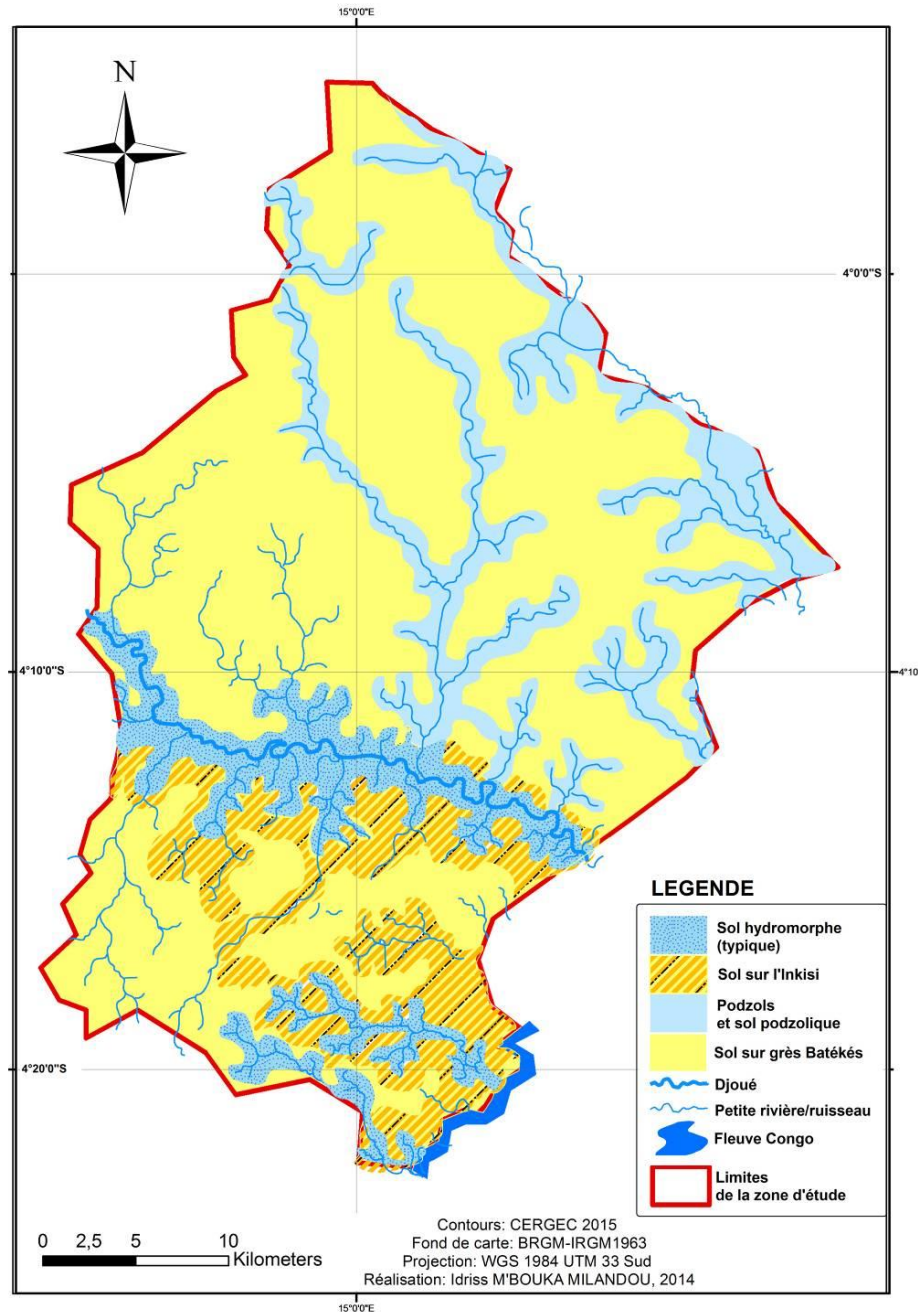 15°0'0"E
N
4°0'0"S
4°10'0"S
4°10
4°20'0"S
LEGENDE
Sol hydromorphe
(typique)
Sol sur l'Inkisi
Podzols
et sol podzolique
Sol sur grès Batékés
Djoué
Petite rivière/ruisseau
Fleuve Congo
Limites
de la zone d'étude
0 2,5 5 10
Kilometers
Contours: CERGEC 2015
Fond de carte: BRGM-IRGM1963
Projection: WGS 1984 UTM 33 Sud
Réalisation: Idriss M'BOUKA MILANDOU, 2014
15°0'0"E